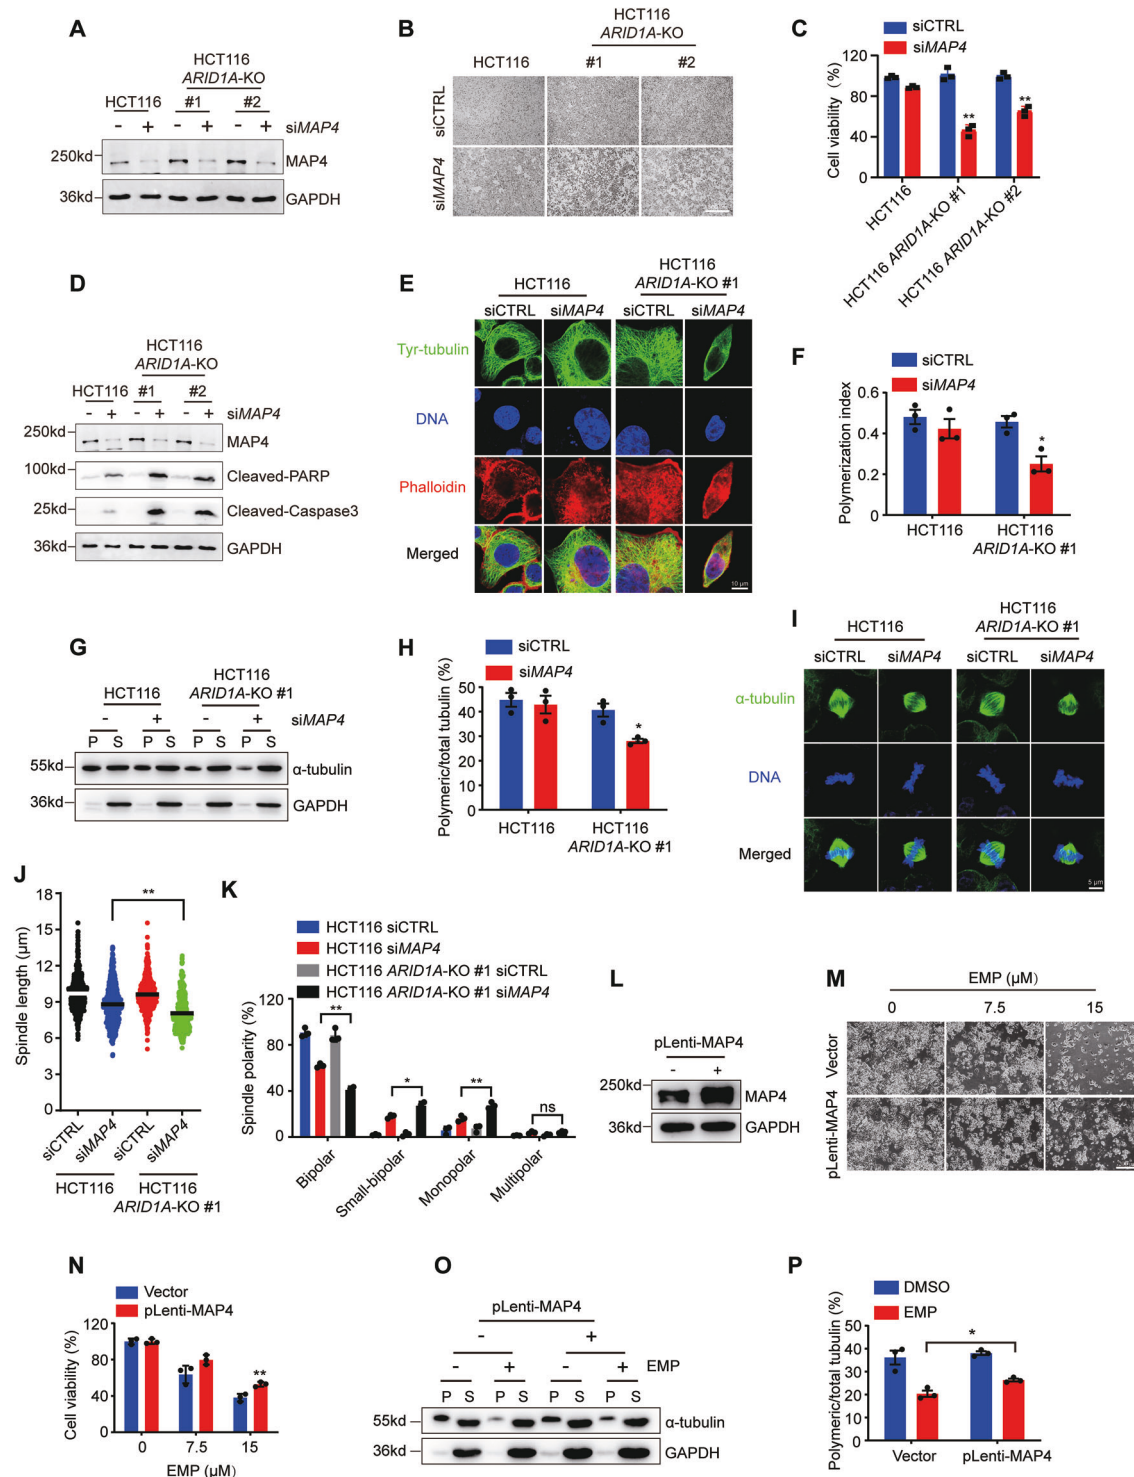 A
HCT116
ARID1A-KO
HCT116 #1 #2
- + - + - + siMAP4
250kd MAP4
36kd GAPDH
B
HCT116
ARID1A-KO
HCT116 #1 #2
siCTRL
siMAP4
C
siCTRL
siMAP4
Cell viability (%)
120
80
40
0
** **
HCT116
HCT116 ARID1A-KO #1
HCT116 ARID1A-KO #2
D
HCT116
ARID1A-KO
HCT116 #1 #2
- + - + - + siMAP4
250kd MAP4
100kd Cleaved-PARP
25kd Cleaved-Caspase3
36kd GAPDH
E
HCT116
HCT116 ARID1A-KO #1
siCTRL siMAP4 siCTRL siMAP4
Tyr-tubulin
DNA
Phalloidin
Merged
10 μm
F
siCTRL
siMAP4
Polymerization index
0.6
0.4
0.2
0
*
HCT116 HCT116
ARID1A-KO #1
G
HCT116
HCT116 ARID1A-KO #1
- + - + siMAP4
P S P S P S P S
55kd α-tubulin
36kd GAPDH
H
siCTRL
siMAP4
Polymeric/total tubulin (%)
50
40
30
20
10
0
*
HCT116 HCT116
ARID1A-KO #1
I
HCT116
HCT116
ARID1A-KO #1
siCTRL siMAP4 siCTRL siMAP4
α-tubulin
DNA
Merged
5 μm
J
Spindle length (μm)
18
15
12
9
6
3
0
**
siCTRL siMAP4 siCTRL siMAP4
HCT116 HCT116
ARID1A-KO #1
K
HCT116 siCTRL
HCT116 siMAP4
HCT116 ARID1A-KO #1 siCTRL
HCT116 ARID1A-KO #1 siMAP4
Spindle polarity (%)
120
80
40
0
** * ** ns
Bipolar
Small-bipolar
Monopolar
Multipolar
L
pLenti-MAP4
- +
250kd MAP4
36kd GAPDH
M
EMP (μM)
0 7.5 15
Vector
pLenti-MAP4
N
Vector
pLenti-MAP4
Cell viability (%)
120
80
40
0
**
0 7.5 15
EMP (μM)
O
pLenti-MAP4
- +
- + - + EMP
P S P S P S P S
55kd α-tubulin
36kd GAPDH
P
DMSO
EMP
Polymeric/total tubulin (%)
50
40
30
20
10
0
*
Vector pLenti-MAP4